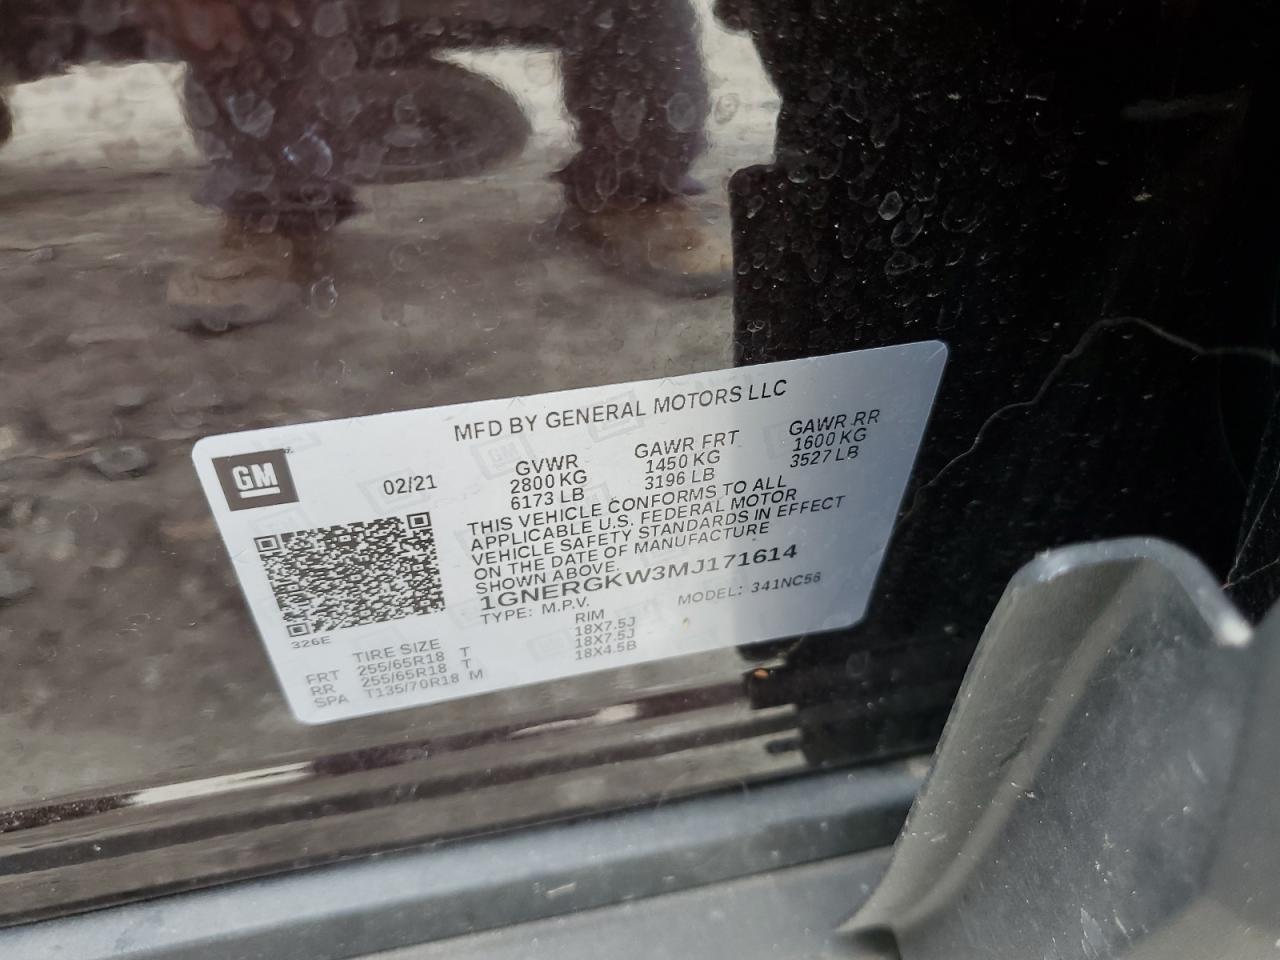 MFD BY GENERAL MOTORS LLC
GM
02/21
GVWR GAWR FRT GAWR RR
2800 KG 1450 KG 1600 KG
6173 LB 3196 LB 3527 LB
THIS VEHICLE CONFORMS TO ALL
APPLICABLE U.S. FEDERAL MOTOR
VEHICLE SAFETY STANDARDS IN EFFECT
ON THE DATE OF MANUFACTURE
SHOWN ABOVE.
1GNERGKW3MJ171614
TYPE: M.P.V. MODEL: 341NC56
326E
TIRE SIZE RIM
FRT 255/65R18 T 18X7.5J
RR 255/65R18 T 18X7.5J
SPA T135/70R18 M 18X4.5B